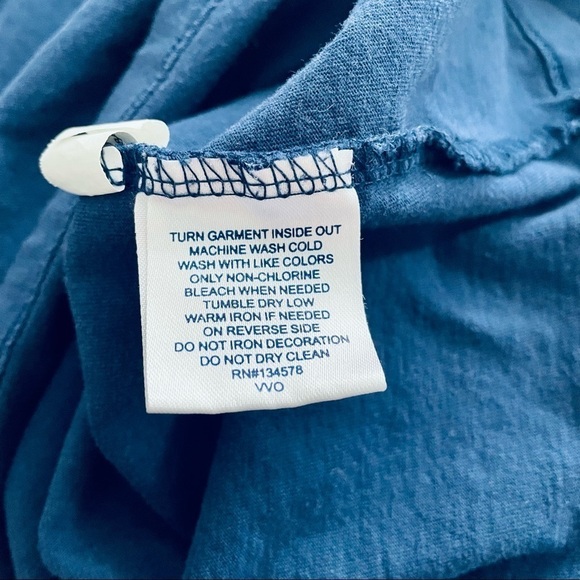 TURN GARMENT INSIDE OUT
MACHINE WASH COLD
WASH WITH LIKE COLORS
ONLY NON-CHLORINE
BLEACH WHEN NEEDED
TUMBLE DRY LOW
WARM IRON IF NEEDED
ON REVERSE SIDE
DO NOT IRON DECORATION
DO NOT DRY CLEAN
RN#134578
VVO